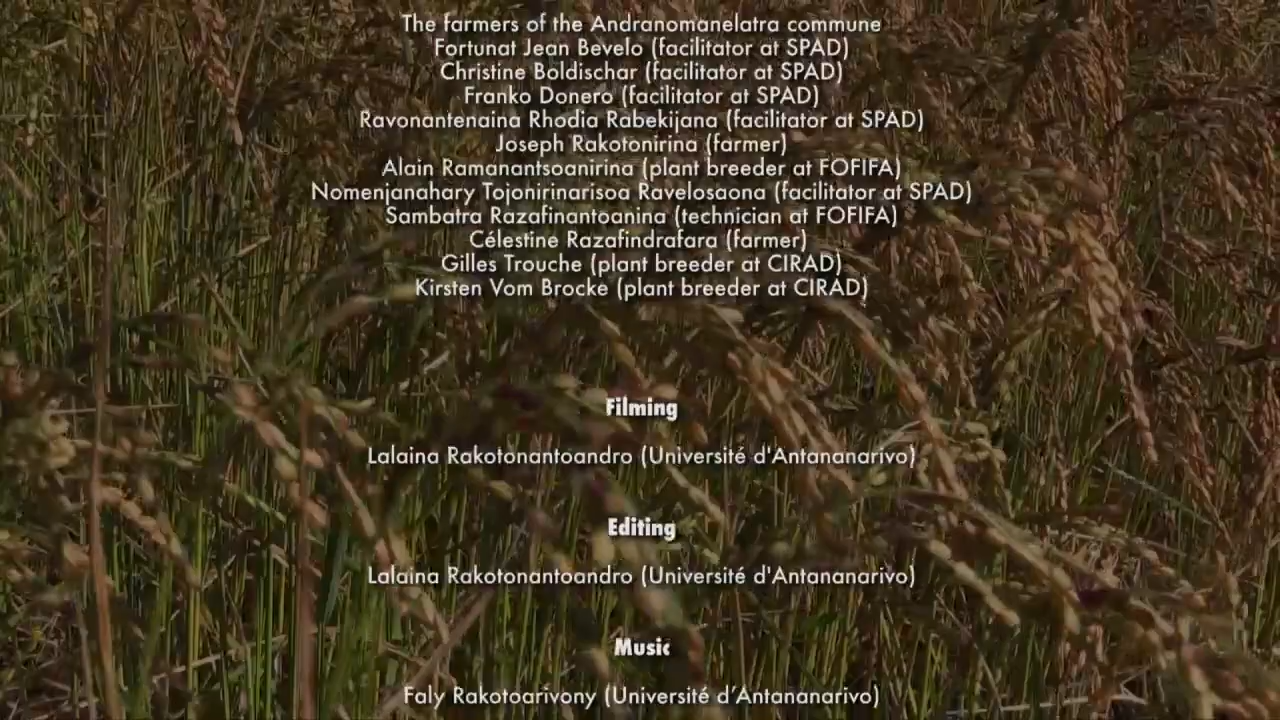 The farmers of the Andranomanelatra commune
Fortunat Jean Bevelo (facilitator at SPAD)
Christine Boldischar (facilitator at SPAD)
Franko Donero (facilitator at SPAD)
Ravonantenaina Rhodia Rabekijana (facilitator at SPAD)
Joseph Rakotonirina (farmer)
Alain Ramanantsoanirina (plant breeder at FOFIFA)
Nomenjanahary Tojonirinarisoa Ravelosaona (facilitator at SPAD)
Sambatra Razafinantoanina (technician at FOFIFA)
Célestine Razafindrafara (farmer)
Gilles Trouche (plant breeder at CIRAD)
Kirsten Vom Brocke (plant breeder at CIRAD)
Filming
Lalaina Rakotonantoandro (Université d'Antananarivo)
Editing
Lalaina Rakotonantoandro (Université d'Antananarivo)
Music
Faly Rakotoarivony (Université d’Antananarivo)